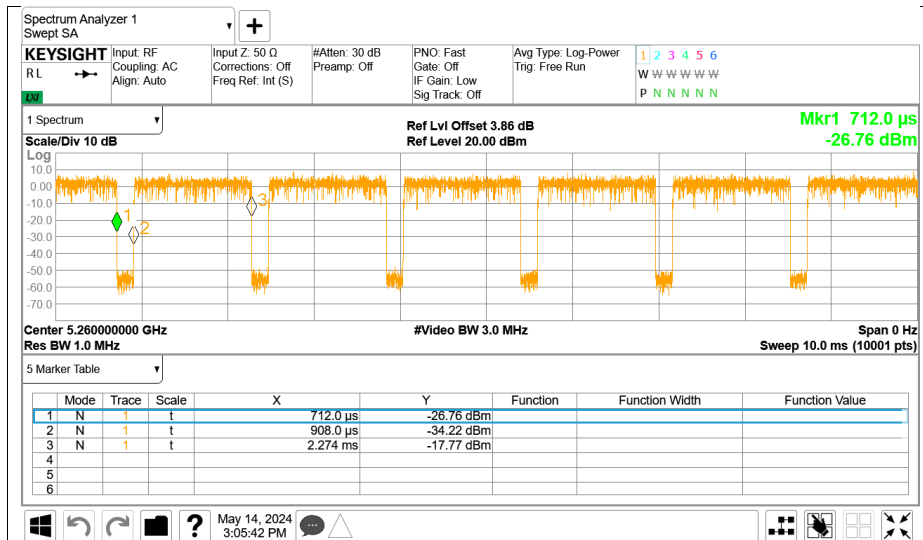 Spectrum Analyzer 1
Swept SA
KEYSIGHT
R L
LXI
Input: RF
Coupling: AC
Align: Auto
Input Z: 50 Ω
Corrections: Off
Freq Ref: Int (S)
#Atten: 30 dB
Preamp: Off
PNO: Fast
Gate: Off
IF Gain: Low
Sig Track: Off
Avg Type: Log-Power
Trig: Free Run
1 2 3 4 5 6
W W W W W W
P N N N N N
1 Spectrum
Scale/Div 10 dB
Ref Lvl Offset 3.86 dB
Ref Level 20.00 dBm
Mkr1 712.0 µs
-26.76 dBm
Log
10.0
0.00
-10.0
-20.0
-30.0
-40.0
-50.0
-60.0
-70.0
1
2
3
Center 5.260000000 GHz
#Video BW 3.0 MHz
Span 0 Hz
Res BW 1.0 MHz
Sweep 10.0 ms (10001 pts)
5 Marker Table
Mode Trace Scale X Y Function Function Width Function Value
1 N 1 t 712.0 µs -26.76 dBm
2 N 1 t 908.0 µs -34.22 dBm
3 N 1 t 2.274 ms -17.77 dBm
4
5
6
?
May 14, 2024
3:05:42 PM